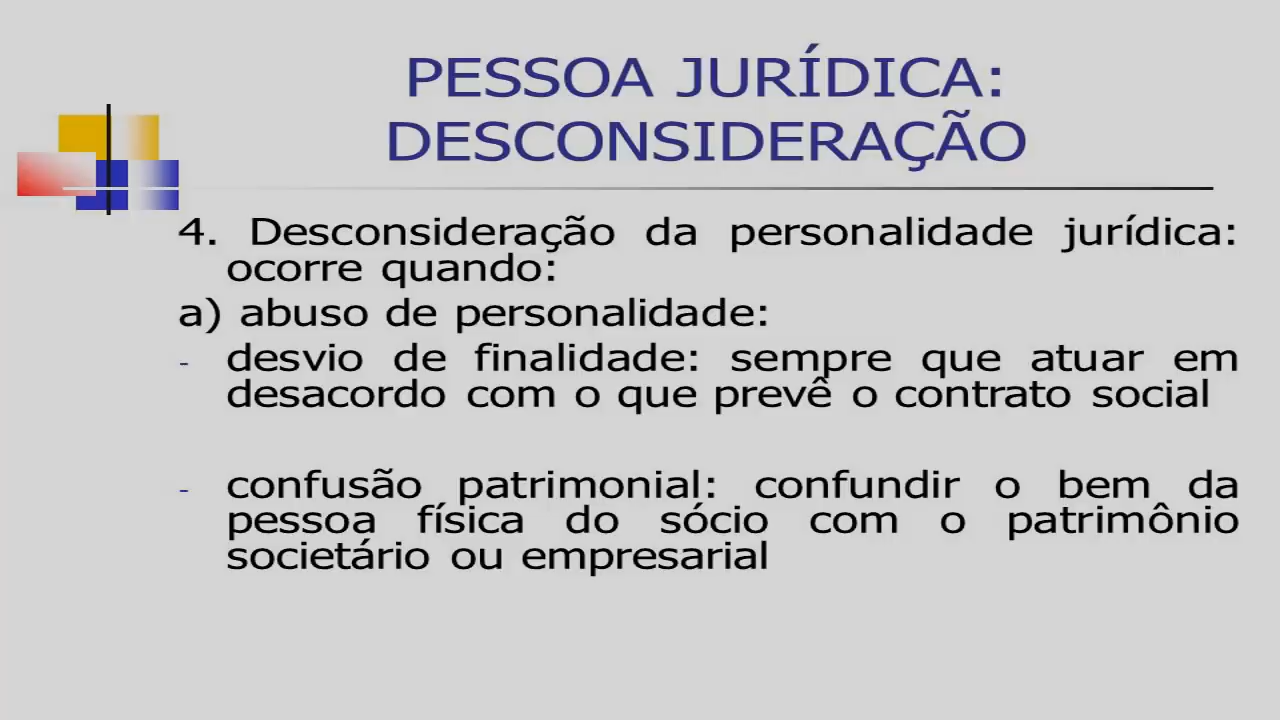 PESSOA JURÍDICA:
DESCONSIDERAÇÃO
4. Desconsideração da personalidade jurídica:
ocorre quando:
a) abuso de personalidade:
- desvio de finalidade: sempre que atuar em
desacordo com o que prevê o contrato social
- confusão patrimonial: confundir o bem da
pessoa física do sócio com o patrimônio
societário ou empresarial